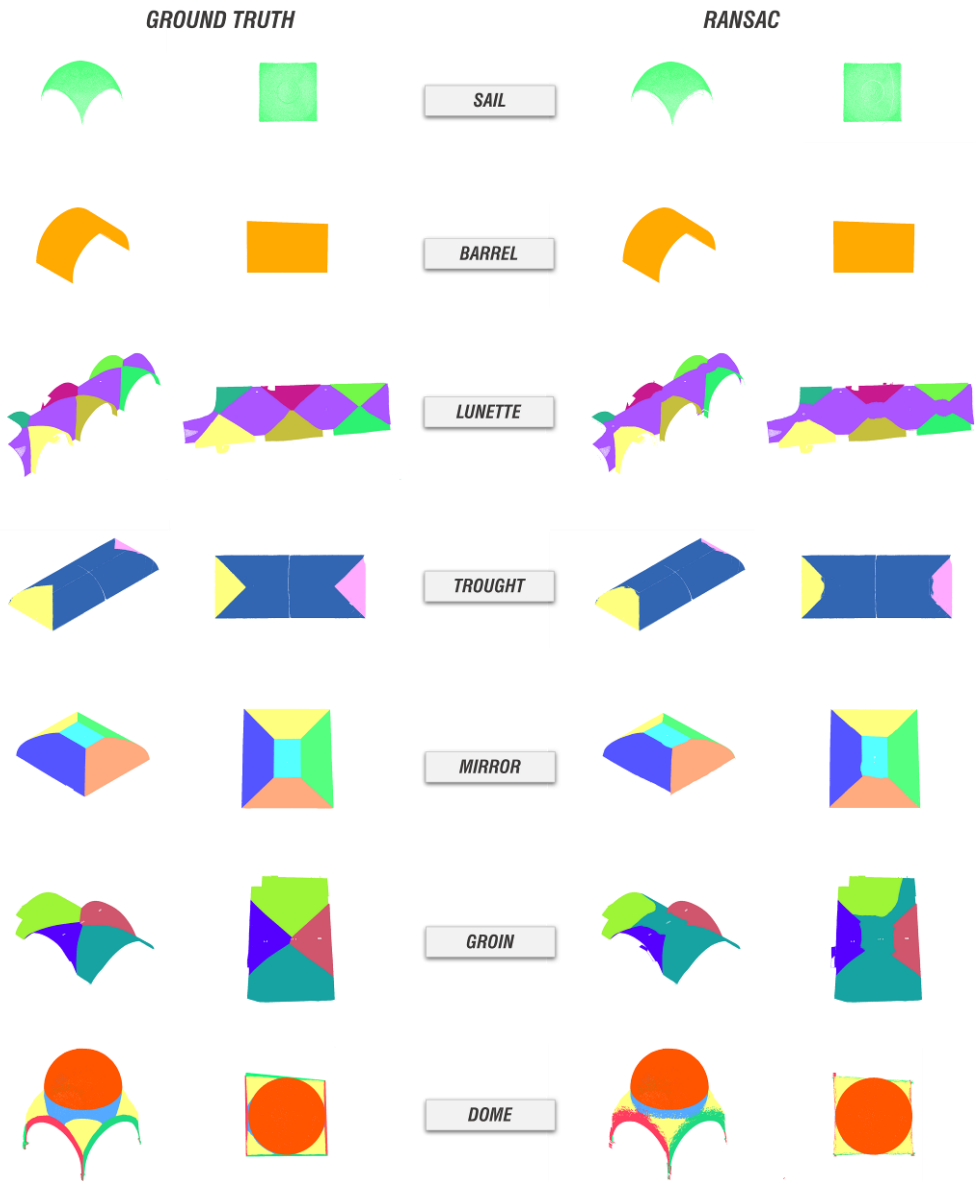 GROUND TRUTH
RANSAC
SAIL
BARREL
LUNETTE
TROUGHT
MIRROR
GROIN
DOME